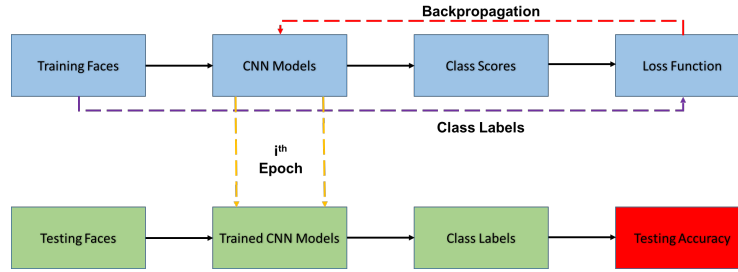 Backpropagation
Training Faces
CNN Models
Class Scores
Loss Function
Class Labels
ith
Epoch
Testing Faces
Trained CNN Models
Class Labels
Testing Accuracy